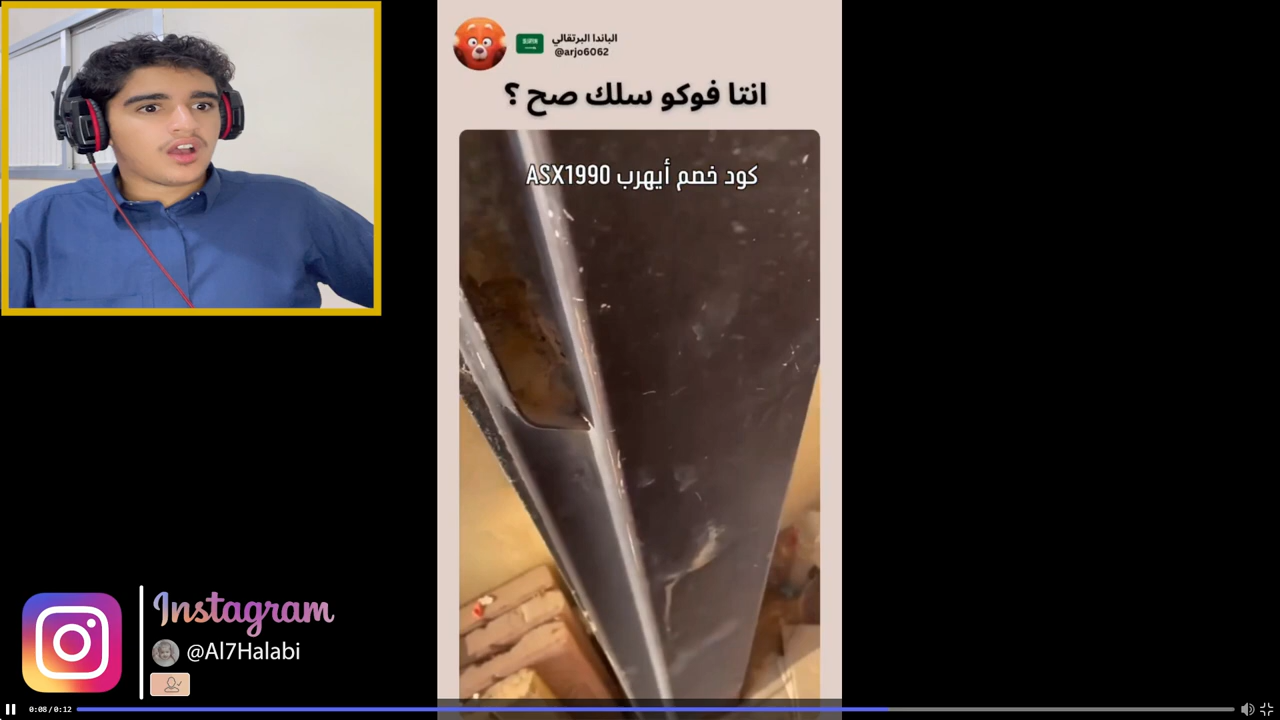 الباندا البرتقالي
@arjo6062
انتا فوكو سلك صح ؟
كود خصم أيهرب ASX1990
Instagram
@Al7Halabi
0:08/0:12